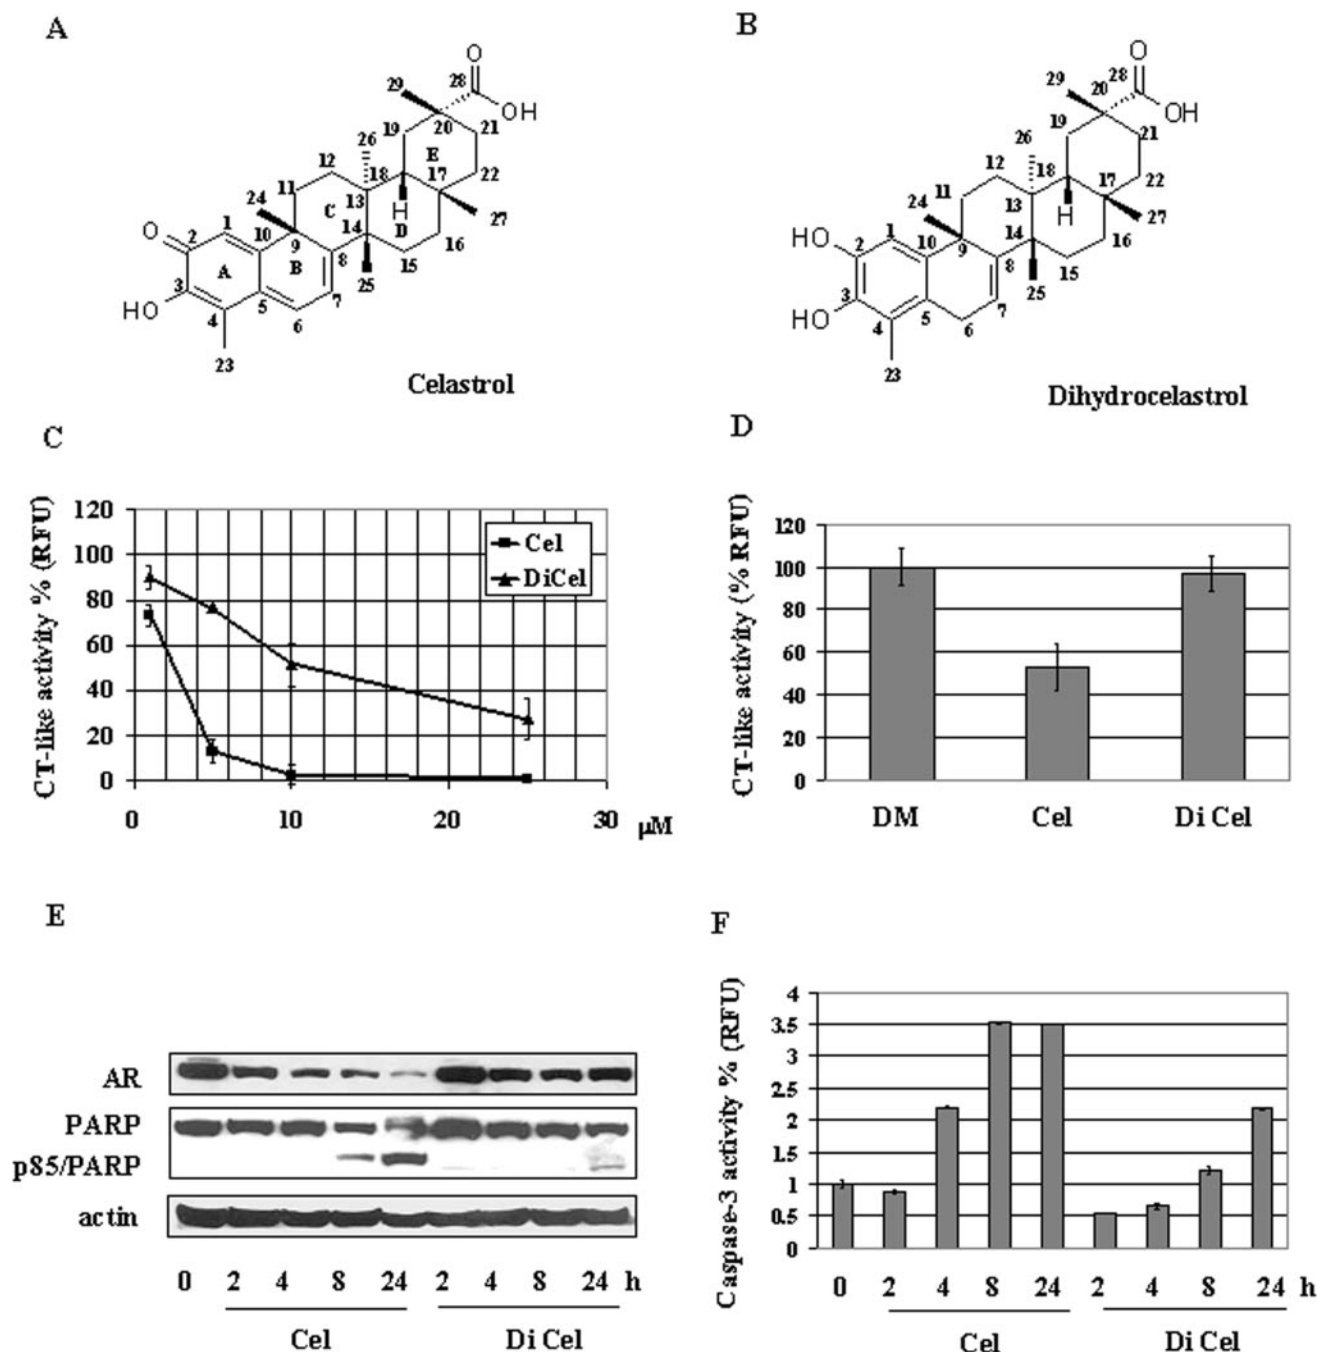 A
B
O
28
29
OH
20
19
21
26
E
12
18
17
22
11
24
13
C
H
27
1
14
D
16
O
2
10
9
15
8
A
B
25
3
5
7
HO
4
6
23
Celastrol
O
29
28
20
OH
19
21
26
12
18
22
11
17
24
13
H
27
1
14
16
HO
2
10
9
8
15
3
25
HO
4
5
7
6
23
Dihydrocelastrol
C
D
CT-like activity % (RFU)
120
100
80
60
40
20
0
Cel
DiCel
0 10 20 30 µM
CT-like activity (% RFU)
120
100
80
60
40
20
0
DM Cel Di Cel
E
F
AR
PARP
p85/PARP
actin
0 2 4 8 24 2 4 8 24 h
Cel Di Cel
Caspase-3 activity % (RFU)
4
3.5
3
2.5
2
1.5
1
0.5
0
0 2 4 8 24 2 4 8 24 h
Cel Di Cel